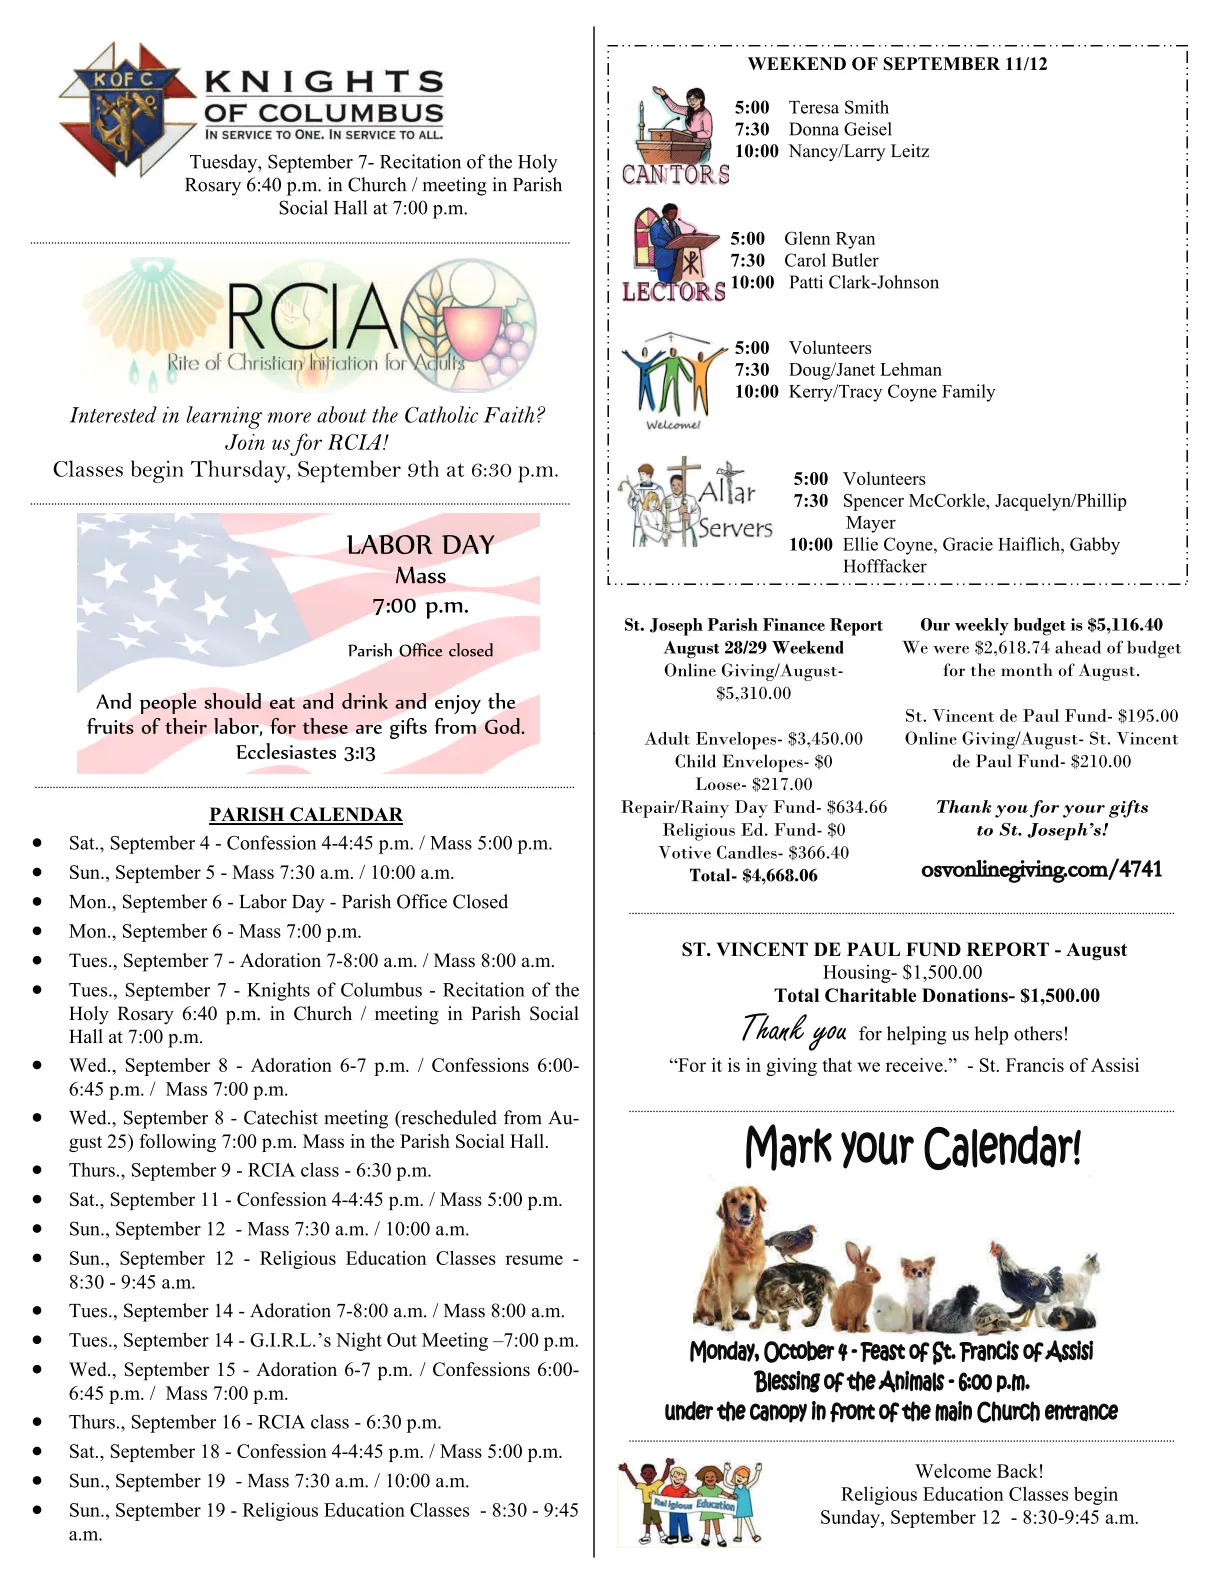 K OF C
KNIGHTS
OF COLUMBUS
IN SERVICE TO ONE. IN SERVICE TO ALL.
Tuesday, September 7- Recitation of the Holy
Rosary 6:40 p.m. in Church / meeting in Parish
Social Hall at 7:00 p.m.
RCIA
Rite of Christian Initiation for Adults
Interested in learning more about the Catholic Faith?
Join us for RCIA!
Classes begin Thursday, September 9th at 6:30 p.m.
LABOR DAY
Mass
7:00 p.m.
Parish Office closed
And people should eat and drink and enjoy the
fruits of their labor, for these are gifts from God.
Ecclesiastes 3:13
PARISH CALENDAR
● Sat., September 4 - Confession 4-4:45 p.m. / Mass 5:00 p.m.
● Sun., September 5 - Mass 7:30 a.m. / 10:00 a.m.
● Mon., September 6 - Labor Day - Parish Office Closed
● Mon., September 6 - Mass 7:00 p.m.
● Tues., September 7 - Adoration 7-8:00 a.m. / Mass 8:00 a.m.
● Tues., September 7 - Knights of Columbus - Recitation of the
Holy Rosary 6:40 p.m. in Church / meeting in Parish Social
Hall at 7:00 p.m.
● Wed., September 8 - Adoration 6-7 p.m. / Confessions 6:00-
6:45 p.m. / Mass 7:00 p.m.
● Wed., September 8 - Catechist meeting (rescheduled from Au-
gust 25) following 7:00 p.m. Mass in the Parish Social Hall.
● Thurs., September 9 - RCIA class - 6:30 p.m.
● Sat., September 11 - Confession 4-4:45 p.m. / Mass 5:00 p.m.
● Sun., September 12 - Mass 7:30 a.m. / 10:00 a.m.
● Sun., September 12 - Religious Education Classes resume -
8:30 - 9:45 a.m.
● Tues., September 14 - Adoration 7-8:00 a.m. / Mass 8:00 a.m.
● Tues., September 14 - G.I.R.L.'s Night Out Meeting –7:00 p.m.
● Wed., September 15 - Adoration 6-7 p.m. / Confessions 6:00-
6:45 p.m. / Mass 7:00 p.m.
● Thurs., September 16 - RCIA class - 6:30 p.m.
● Sat., September 18 - Confession 4-4:45 p.m. / Mass 5:00 p.m.
● Sun., September 19 - Mass 7:30 a.m. / 10:00 a.m.
● Sun., September 19 - Religious Education Classes - 8:30 - 9:45
a.m.
WEEKEND OF SEPTEMBER 11/12
CANTORS
5:00 Teresa Smith
7:30 Donna Geisel
10:00 Nancy/Larry Leitz
LECTORS
5:00 Glenn Ryan
7:30 Carol Butler
10:00 Patti Clark-Johnson
Welcome!
5:00 Volunteers
7:30 Doug/Janet Lehman
10:00 Kerry/Tracy Coyne Family
Altar
Servers
5:00 Volunteers
7:30 Spencer McCorkle, Jacquelyn/Phillip
Mayer
10:00 Ellie Coyne, Gracie Haiflich, Gabby
Hofffacker
St. Joseph Parish Finance Report
August 28/29 Weekend
Online Giving/August-
$5,310.00
Adult Envelopes- $3,450.00
Child Envelopes- $0
Loose- $217.00
Repair/Rainy Day Fund- $634.66
Religious Ed. Fund- $0
Votive Candles- $366.40
Total- $4,668.06
Our weekly budget is $5,116.40
We were $2,618.74 ahead of budget
for the month of August.
St. Vincent de Paul Fund- $195.00
Online Giving/August- St. Vincent
de Paul Fund- $210.00
Thank you for your gifts
to St. Joseph's!
osvonlinegiving.com/4741
ST. VINCENT DE PAUL FUND REPORT - August
Housing- $1,500.00
Total Charitable Donations- $1,500.00
Thank you for helping us help others!
“For it is in giving that we receive.” - St. Francis of Assisi
Mark your Calendar!
Monday, October 4 - Feast of St. Francis of Assisi
Blessing of the Animals - 6:00 p.m.
under the canopy in front of the main Church entrance
Religious Education
Welcome Back!
Religious Education Classes begin
Sunday, September 12 - 8:30-9:45 a.m.